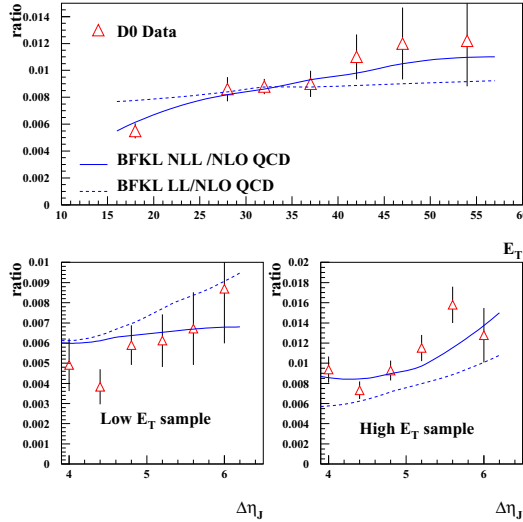 ratio
0.014
0.012
0.01
0.008
0.006
0.004
0.002
0
D0 Data
BFKL NLL /NLO QCD
BFKL LL/NLO QCD
10 15 20 25 30 35 40 45 50 55 60
E_T
ratio
0.01
0.009
0.008
0.007
0.006
0.005
0.004
0.003
0.002
0.001
0
Low E_T sample
4 5 6
Δη_J
ratio
0.02
0.018
0.016
0.014
0.012
0.01
0.008
0.006
0.004
0.002
0
High E_T sample
4 5 6
Δη_J